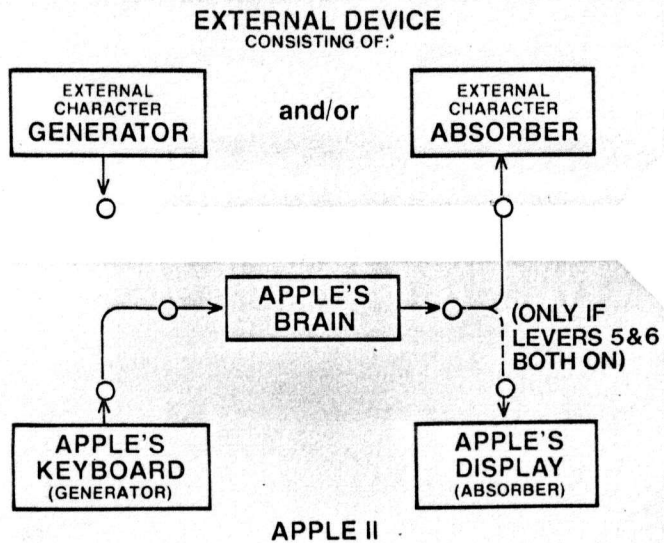 EXTERNAL DEVICE
CONSISTING OF:*
EXTERNAL
CHARACTER
GENERATOR
and/or
EXTERNAL
CHARACTER
ABSORBER
APPLE'S
BRAIN
(ONLY IF
LEVERS 5&6
BOTH ON)
APPLE'S
KEYBOARD
(GENERATOR)
APPLE'S
DISPLAY
(ABSORBER)
APPLE II